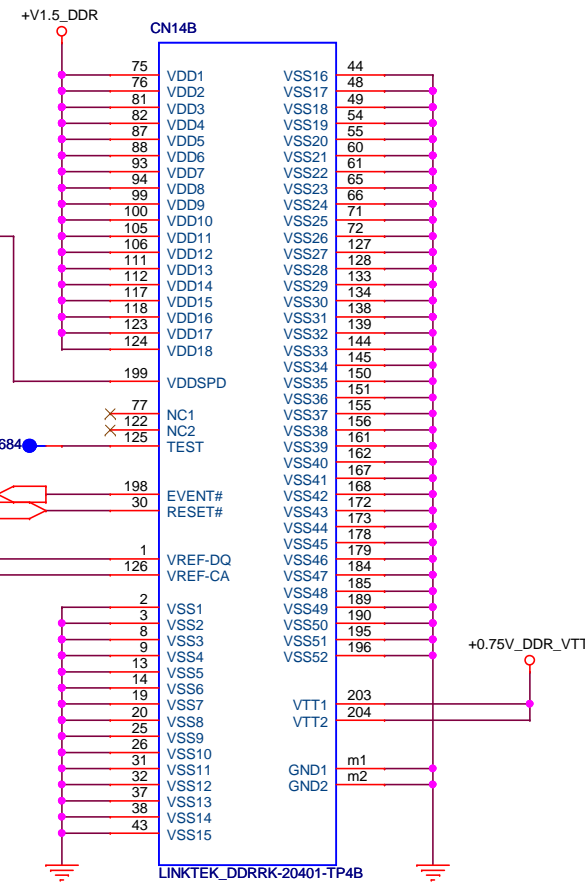 +V1.5_DDR
CN14B
75 VDD1 VSS16 44
76 VDD2 VSS17 48
81 VDD3 VSS18 49
82 VDD4 VSS19 54
87 VDD5 VSS20 55
88 VDD6 VSS21 60
93 VDD7 VSS22 61
94 VDD8 VSS23 65
99 VDD9 VSS24 66
100 VDD10 VSS25 71
105 VDD11 VSS26 72
106 VDD12 VSS27 127
111 VDD13 VSS28 128
112 VDD14 VSS29 133
117 VDD15 VSS30 134
118 VDD16 VSS31 138
123 VDD17 VSS32 139
124 VDD18 VSS33 144
VSS34 145
199 VDDSPD VSS35 150
VSS36 151
77 NC1 VSS37 155
122 NC2 VSS38 156
684 125 TEST VSS39 161
VSS40 162
VSS41 167
198 EVENT# VSS42 168
30 RESET# VSS43 172
VSS44 173
VSS45 178
1 VREF-DQ VSS46 179
126 VREF-CA VSS47 184
VSS48 185
2 VSS1 VSS49 189
3 VSS2 VSS50 190
8 VSS3 VSS51 195
9 VSS4 VSS52 196
+0.75V_DDR_VTT
13 VSS5
14 VSS6
19 VSS7 VTT1 203
20 VSS8 VTT2 204
25 VSS9
26 VSS10
31 VSS11 GND1 m1
32 VSS12 GND2 m2
37 VSS13
38 VSS14
43 VSS15
LINKTEK_DDRRK-20401-TP4B